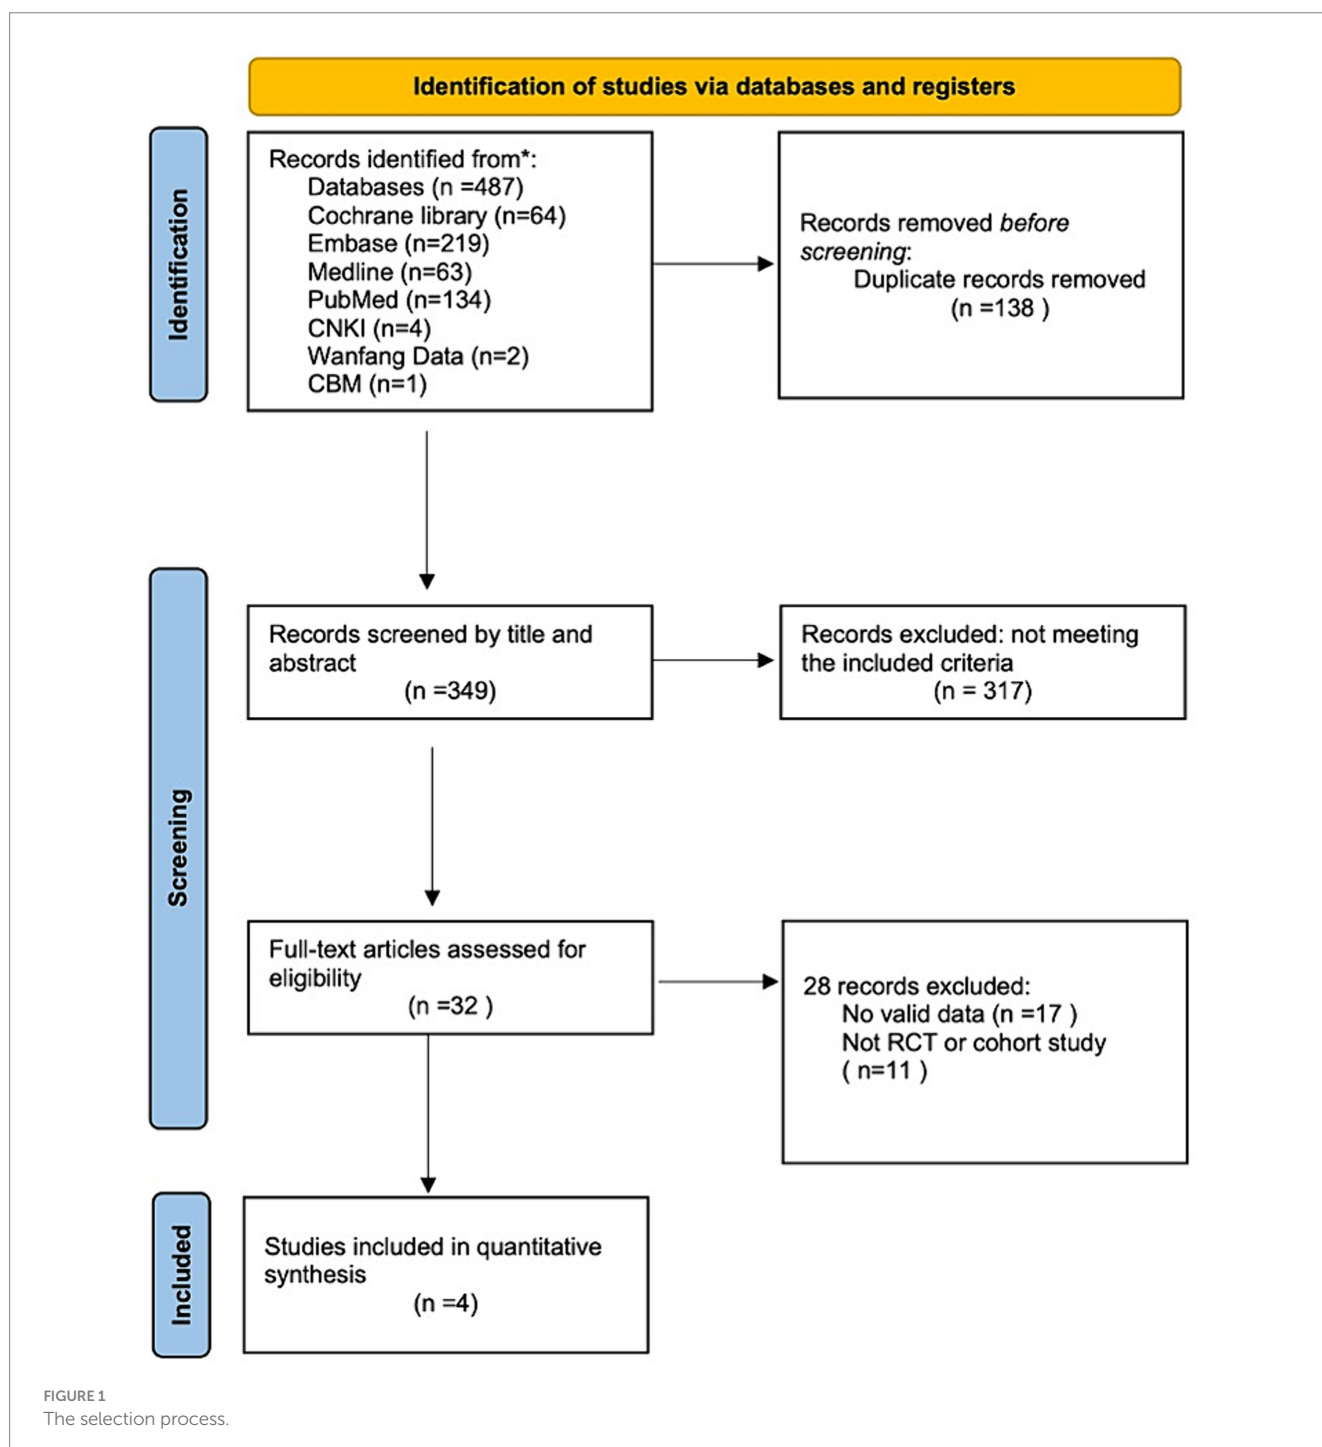 Identification of studies via databases and registers
Identification
Records identified from*:
Databases (n =487)
Cochrane library (n=64)
Embase (n=219)
Medline (n=63)
PubMed (n=134)
CNKI (n=4)
Wanfang Data (n=2)
CBM (n=1)
Records removed before
screening:
Duplicate records removed
(n =138 )
Screening
Records screened by title and
abstract
(n =349)
Records excluded: not meeting
the included criteria
(n = 317)
Full-text articles assessed for
eligibility
(n =32 )
28 records excluded:
No valid data (n =17 )
Not RCT or cohort study
( n=11 )
Included
Studies included in quantitative
synthesis
(n =4)
FIGURE 1
The selection process.